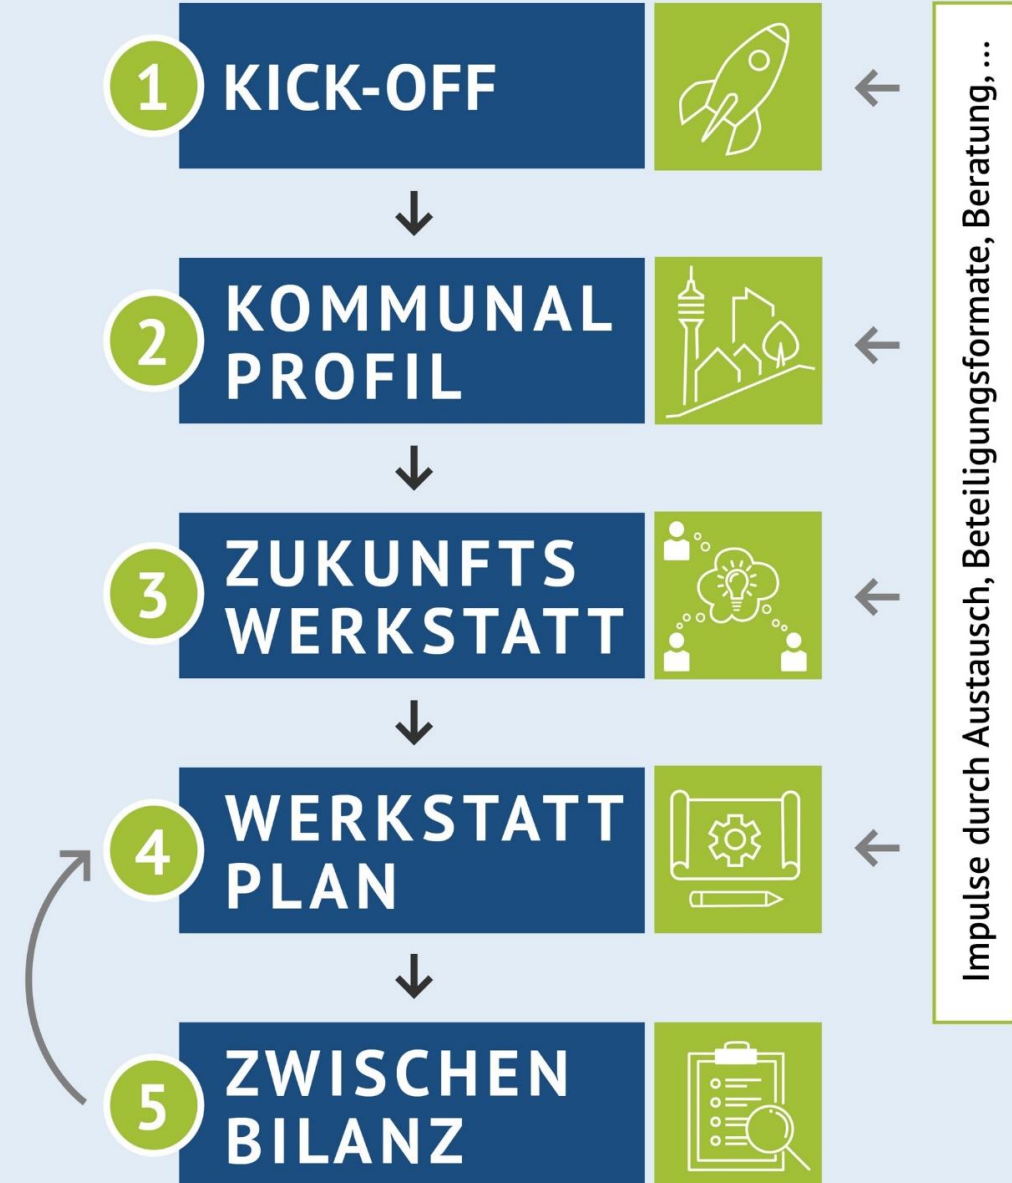 1
KICK-OFF
2
KOMMUNAL
PROFIL
3
ZUKUNFTS
WERKSTATT
4
WERKSTATT
PLAN
5
ZWISCHEN
BILANZ
Impulse durch Austausch, Beteiligungsformate, Beratung,...